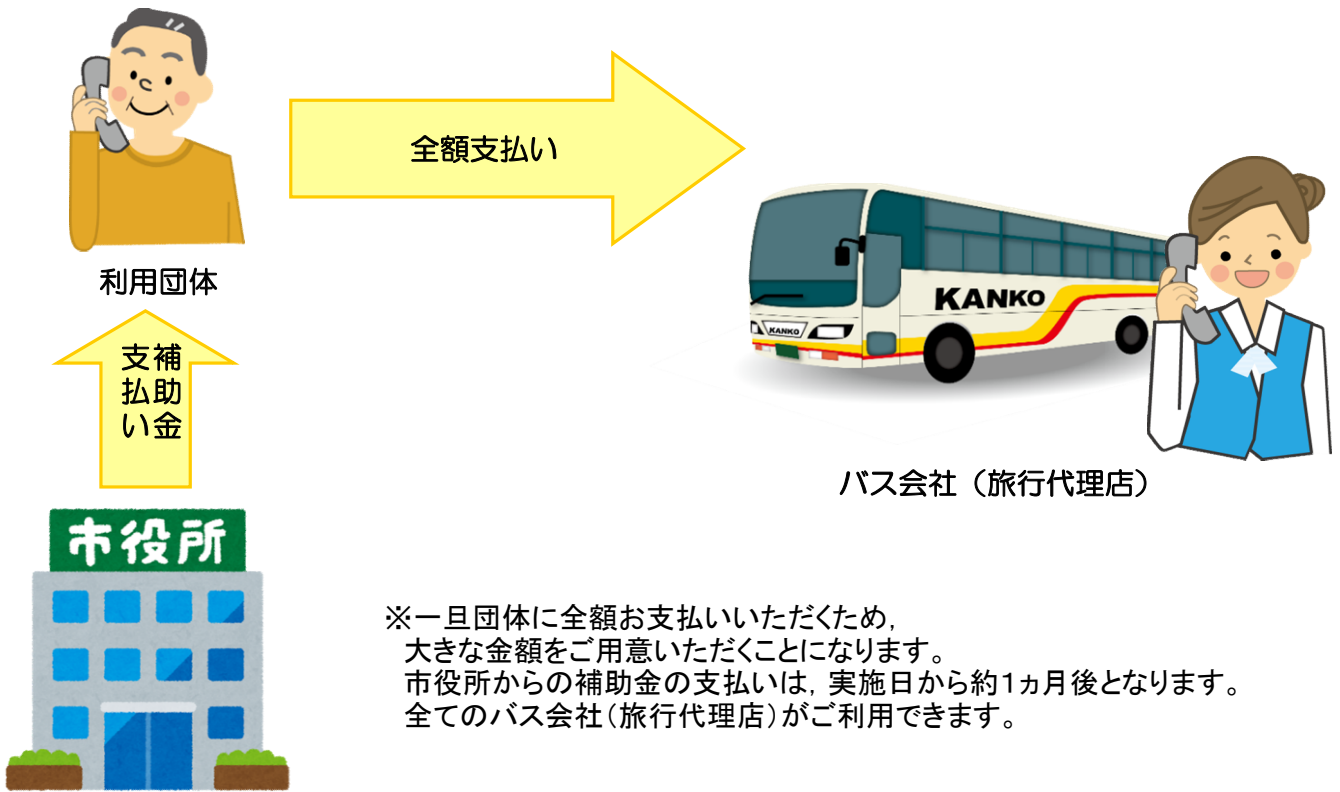 全額支払い
利用団体
KANKO
KANKO
補助金
支払い
バス会社（旅行代理店）
市役所
※一旦団体に全額お支払いいただくため，
大きな金額をご用意いただくことになります。
市役所からの補助金の支払いは，実施日から約１ヵ月後となります。
全てのバス会社（旅行代理店）がご利用できます。